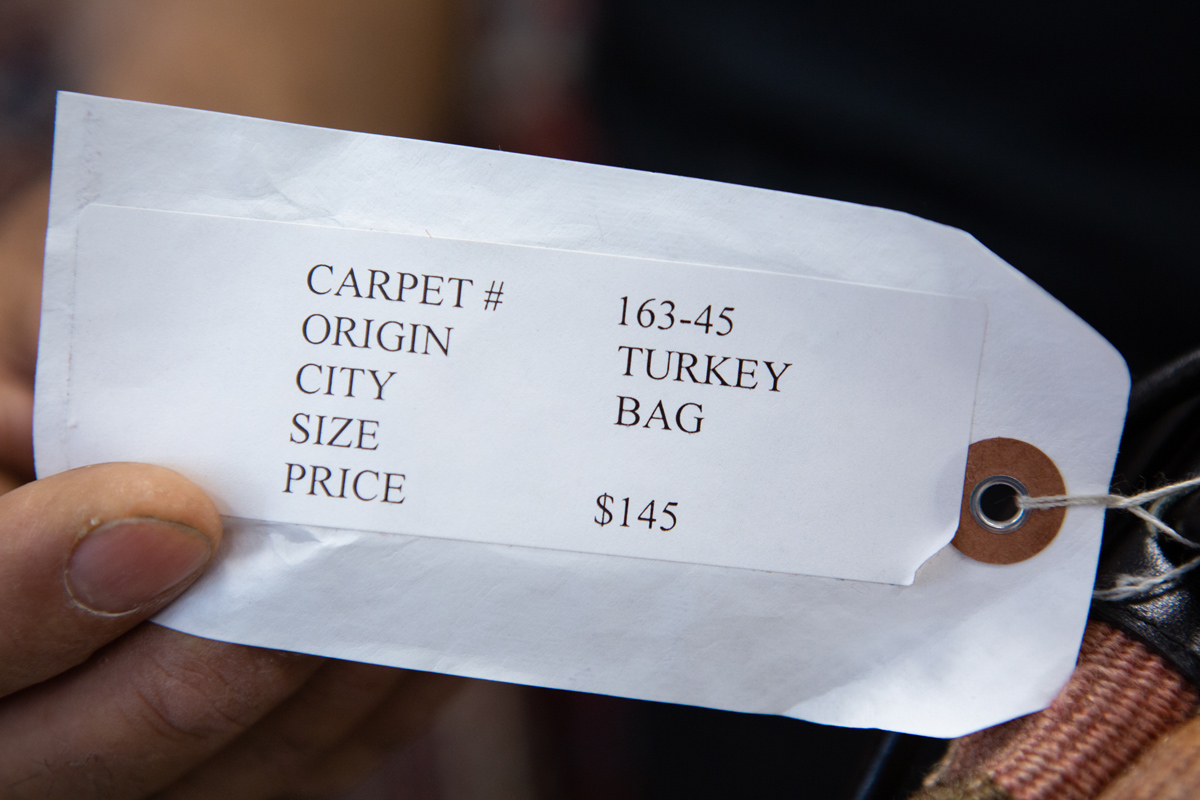 CARPET # 163-45
ORIGIN TURKEY
CITY BAG
SIZE
PRICE $145